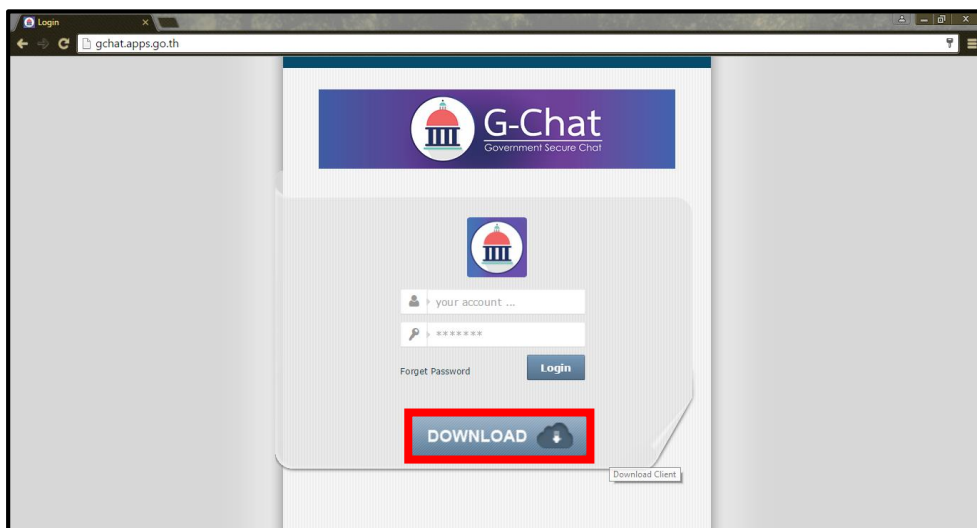 Login
gchat.apps.go.th
G-Chat
Government Secure Chat
your account ...
*******
Forget Password
Login
DOWNLOAD
Download Client